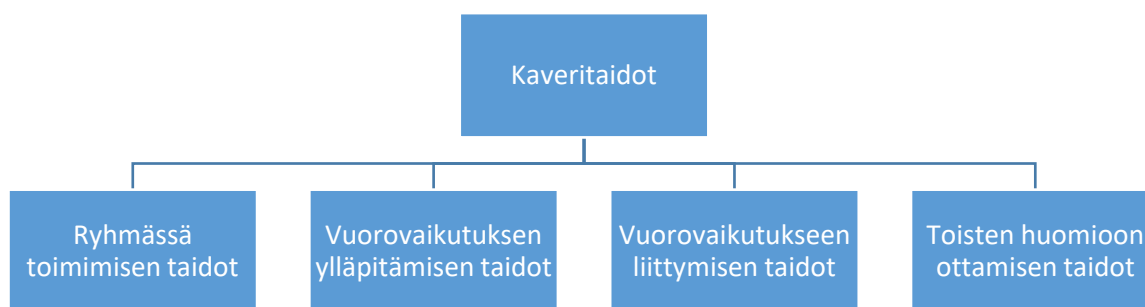 Kaveritaidot
Ryhmässä
toimimisen taidot
Vuorovaikutuksen
ylläpitämisen taidot
Vuorovaikutukseen
liittymisen taidot
Toisten huomioon
ottamisen taidot